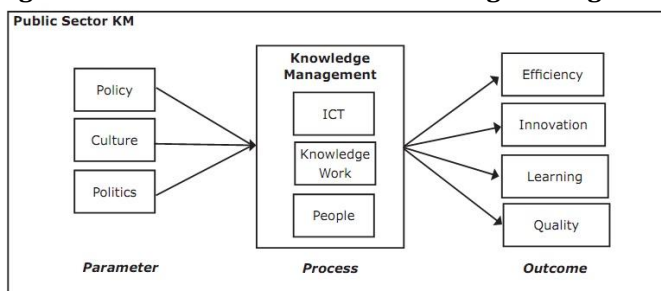 Public Sector KM
Policy
Culture
Politics
Parameter
Knowledge
Management
ICT
Knowledge
Work
People
Process
Efficiency
Innovation
Learning
Quality
Outcome